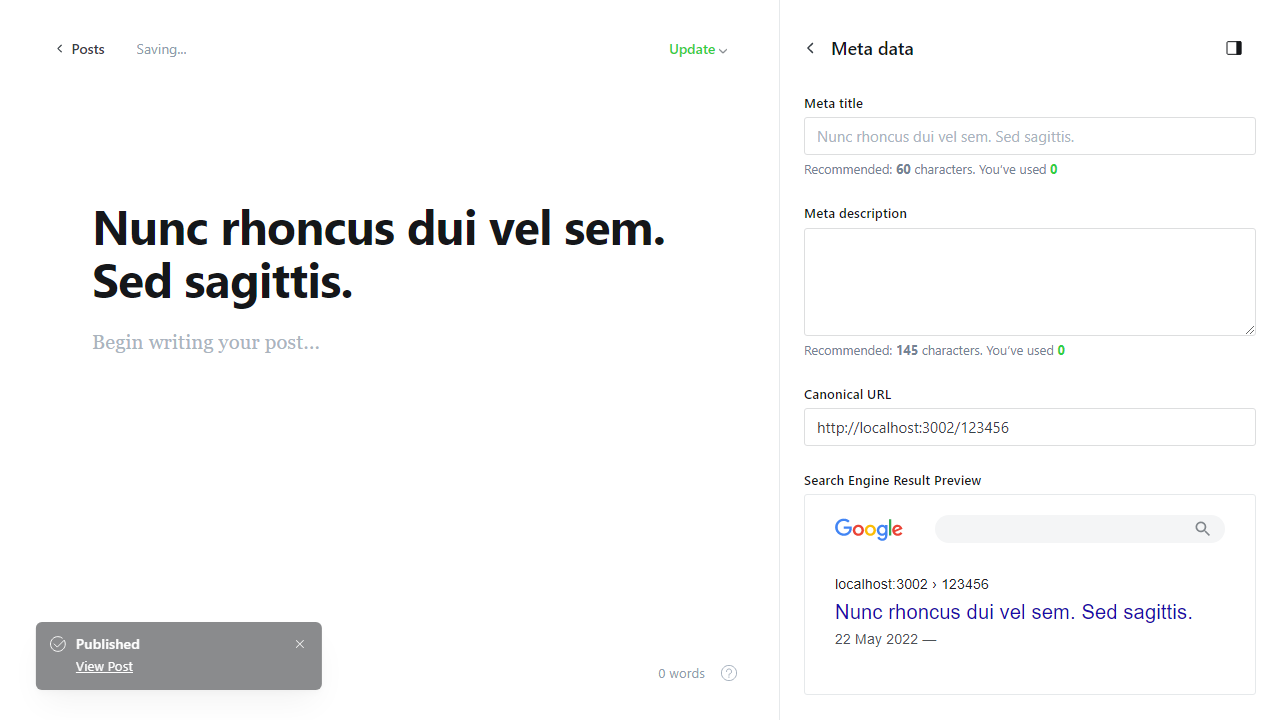 Posts
Saving...
Update
Nunc rhoncus dui vel sem.
Sed sagittis.
Begin writing your post...
Published
View Post
0 words
?
Meta data
Meta title
Nunc rhoncus dui vel sem. Sed sagittis.
Recommended: 60 characters. You’ve used 0
Meta description
Recommended: 145 characters. You’ve used 0
Canonical URL
http://localhost:3002/123456
Search Engine Result Preview
Google
localhost:3002 › 123456
Nunc rhoncus dui vel sem. Sed sagittis.
22 May 2022 —